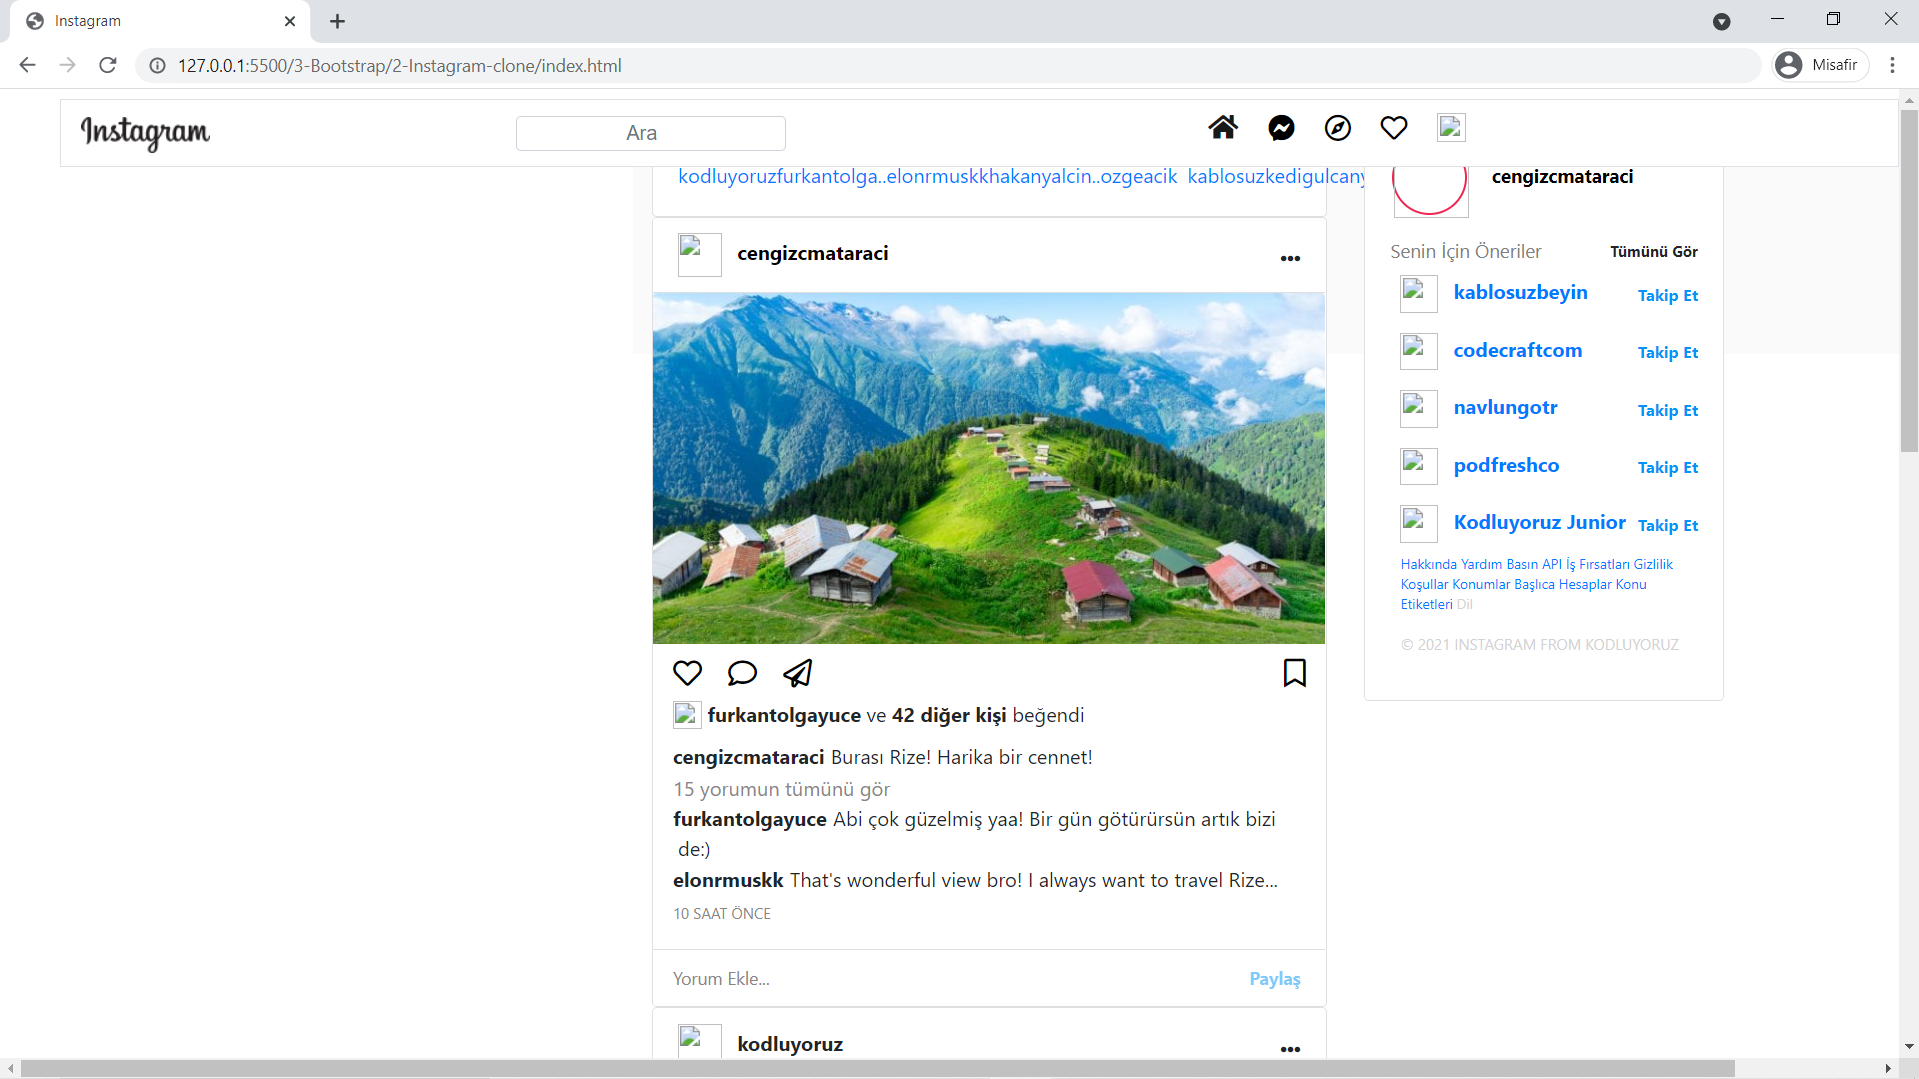 Instagram
127.0.0.1:5500/3-Bootstrap/2-Instagram-clone/index.html
Misafir
Instagram
Ara
kodluyoruzfurkantolga..elonrmuskkhakanyalcin..ozgeacik kablosuzkedigulcany
cengizcmataraci
cengizcmataraci
Senin İçin Öneriler
Tümünü Gör
kablosuzbeyin
Takip Et
codecraftcom
Takip Et
navlungotr
Takip Et
podfreshco
Takip Et
Kodluyoruz Junior
Takip Et
Hakkında Yardım Basın API İş Fırsatları Gizlilik
Koşullar Konumlar Başlıca Hesaplar Konu
Etiketleri Dil
© 2021 INSTAGRAM FROM KODLUYORUZ
furkantolgayuce ve 42 diğer kişi beğendi
cengizcmataraci Burası Rize! Harika bir cennet!
15 yorumun tümünü gör
furkantolgayuce Abi çok güzelmiş yaa! Bir gün götürürsün artık bizi
de:)
elonrmuskk That's wonderful view bro! I always want to travel Rize...
10 SAAT ÖNCE
Yorum Ekle...
Paylaş
kodluyoruz